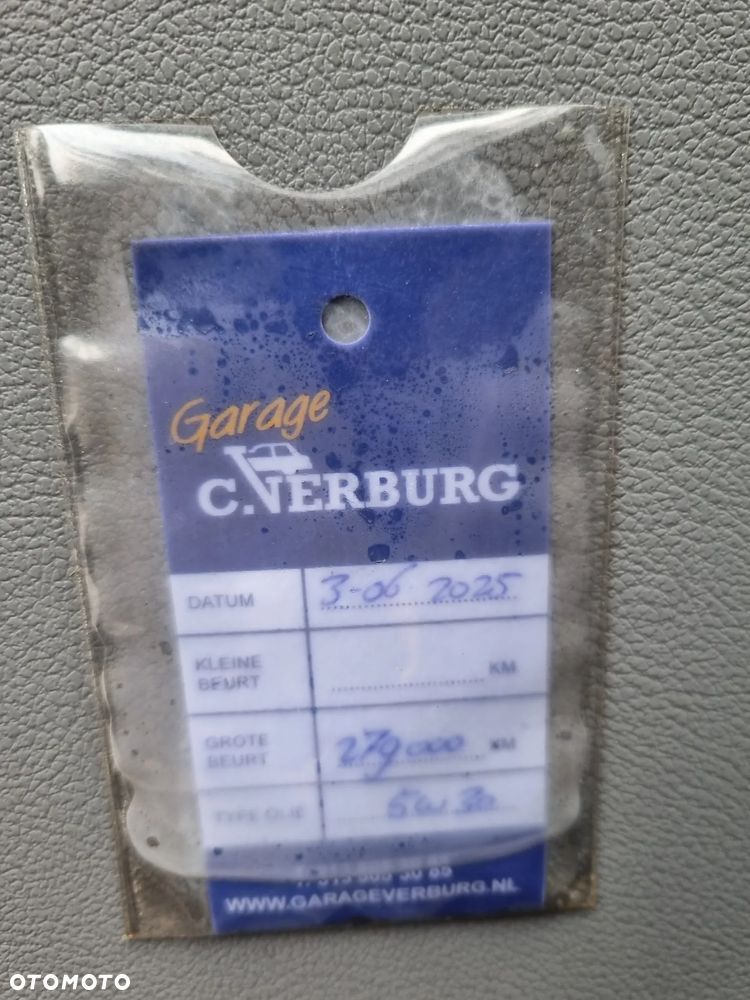 Garage
C.VERBURG
DATUM 3-06 2025
KLEINE BEURT KM
GROTE BEURT 279000 KM
TYPE OLIE 5w30
WWW.GARAGEVERBURG.NL
OTOMOTO